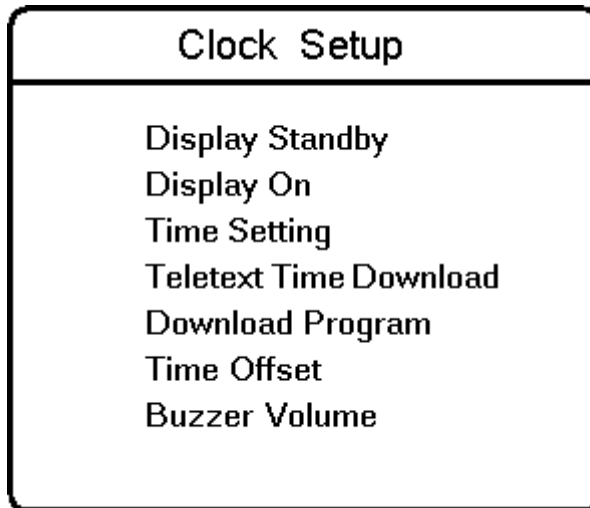 Clock Setup
Display Standby
Display On
Time Setting
Teletext Time Download
Download Program
Time Offset
Buzzer Volume